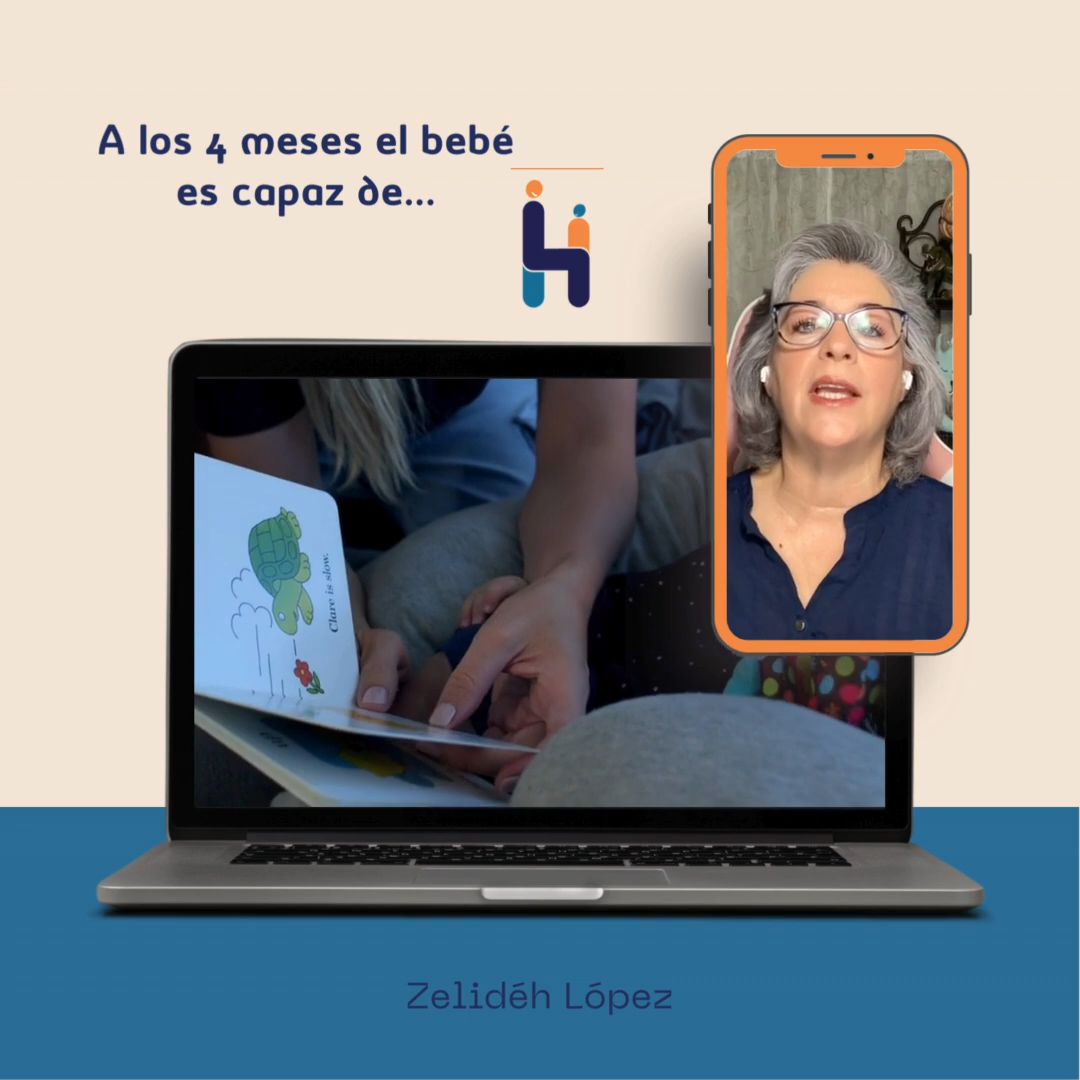 A los 4 meses el bebé
es capaz de...
Clare is slow.
Zelidéh López